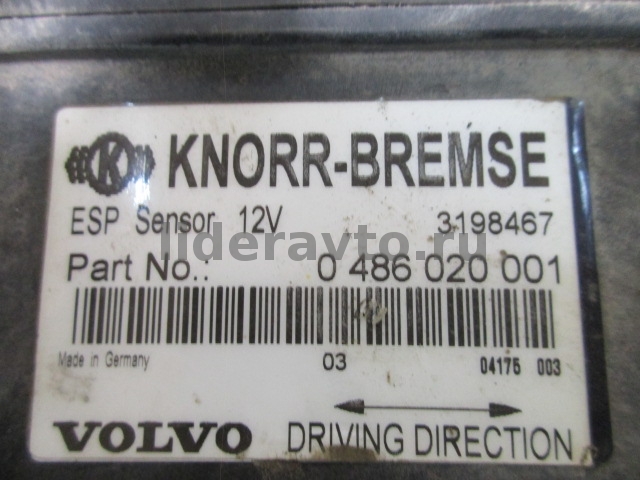 K KNORR-BREMSE
ESP Sensor 12V 3198467
lideravto.ru
Part No.: 0 486 020 001
Made in Germany 03 04175 003
VOLVO DRIVING DIRECTION